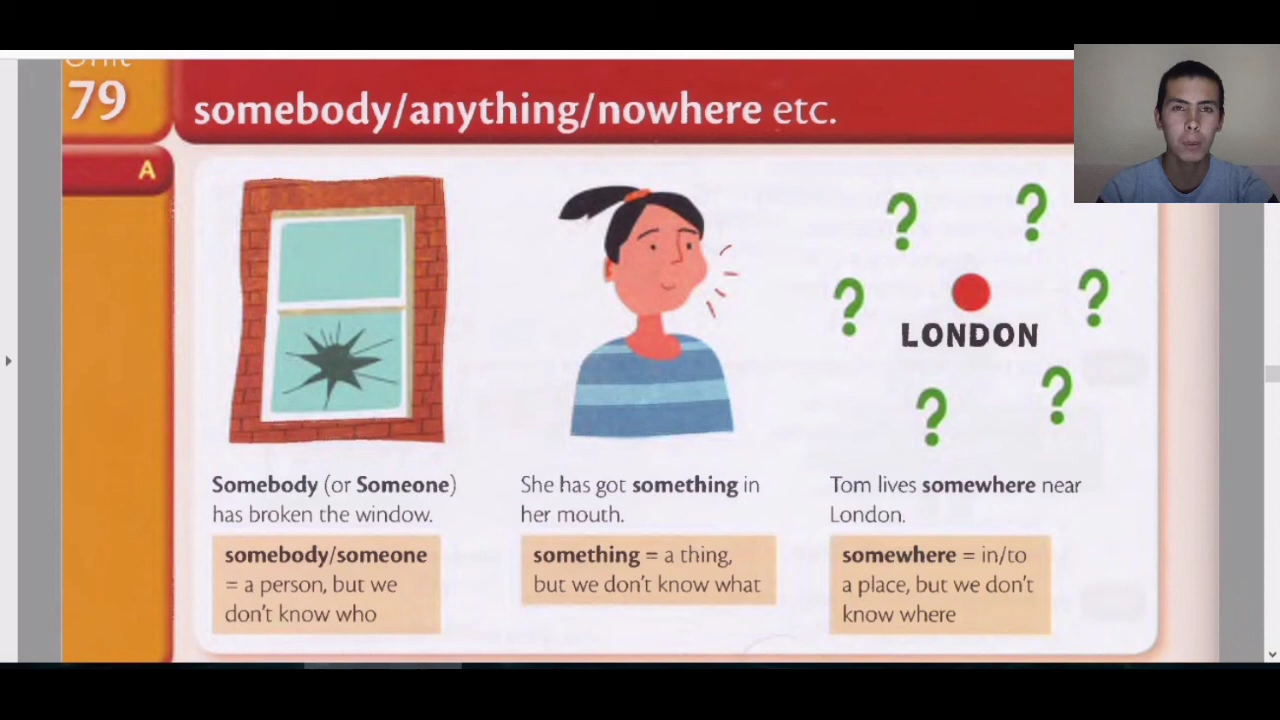 Unit
79
somebody/anything/nowhere etc.
A
LONDON
Somebody (or Someone)
has broken the window.
She has got something in
her mouth.
Tom lives somewhere near
London.
somebody/someone
= a person, but we
don't know who
something = a thing,
but we don't know what
somewhere = in/to
a place, but we don't
know where